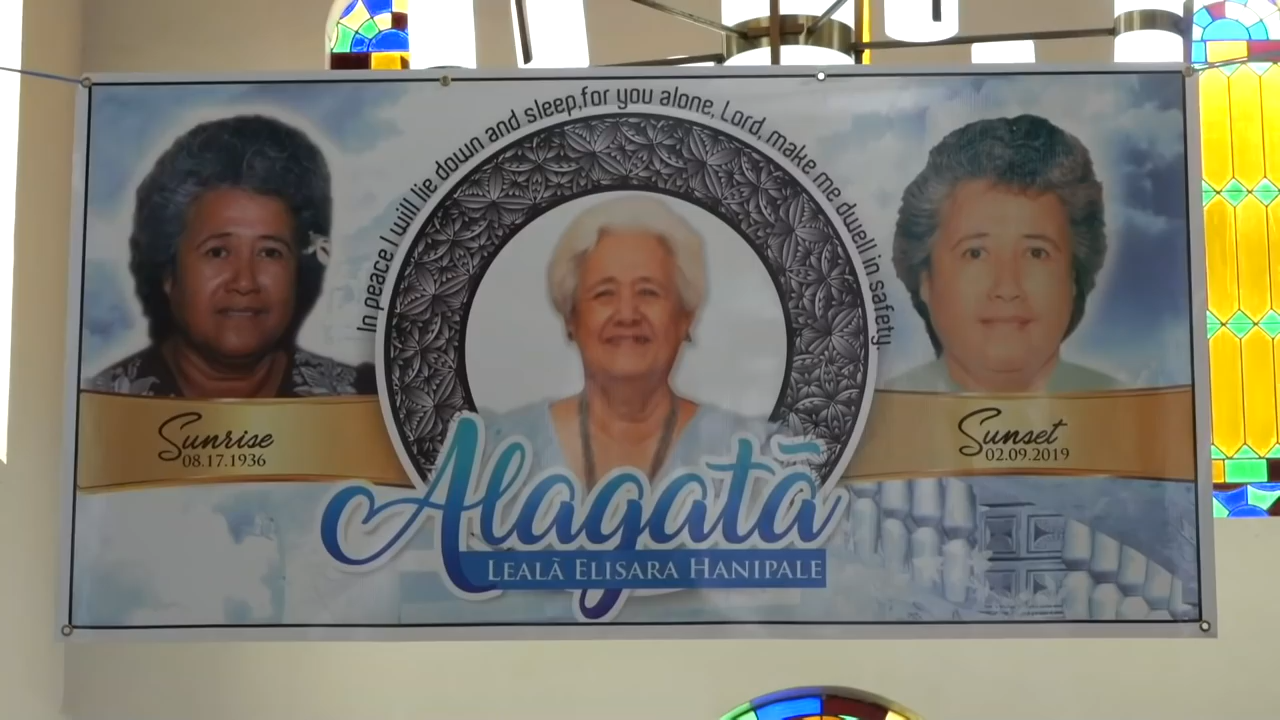 In peace I will lie down and sleep,for you alone, Lord, make me dwell in safety.
Sunrise
08.17.1936
Sunset
02.09.2019
Alagatā
LEALĀ ELISARA HANIPALE